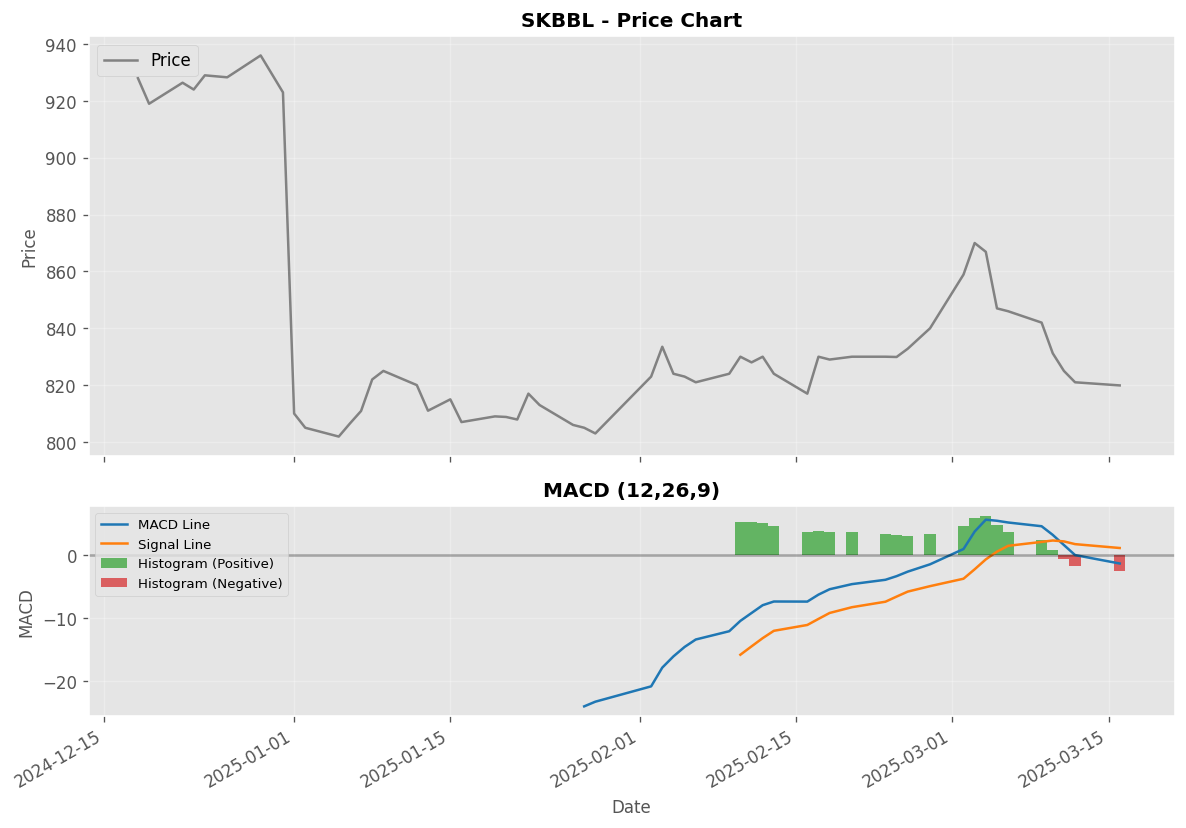 SKBBL - Price Chart
Price
940
920
900
880
860
840
820
800
Price
MACD (12,26,9)
MACD Line
Signal Line
Histogram (Positive)
Histogram (Negative)
0
−10
−20
MACD
2024-12-15
2025-01-01
2025-01-15
2025-02-01
2025-02-15
2025-03-01
2025-03-15
Date